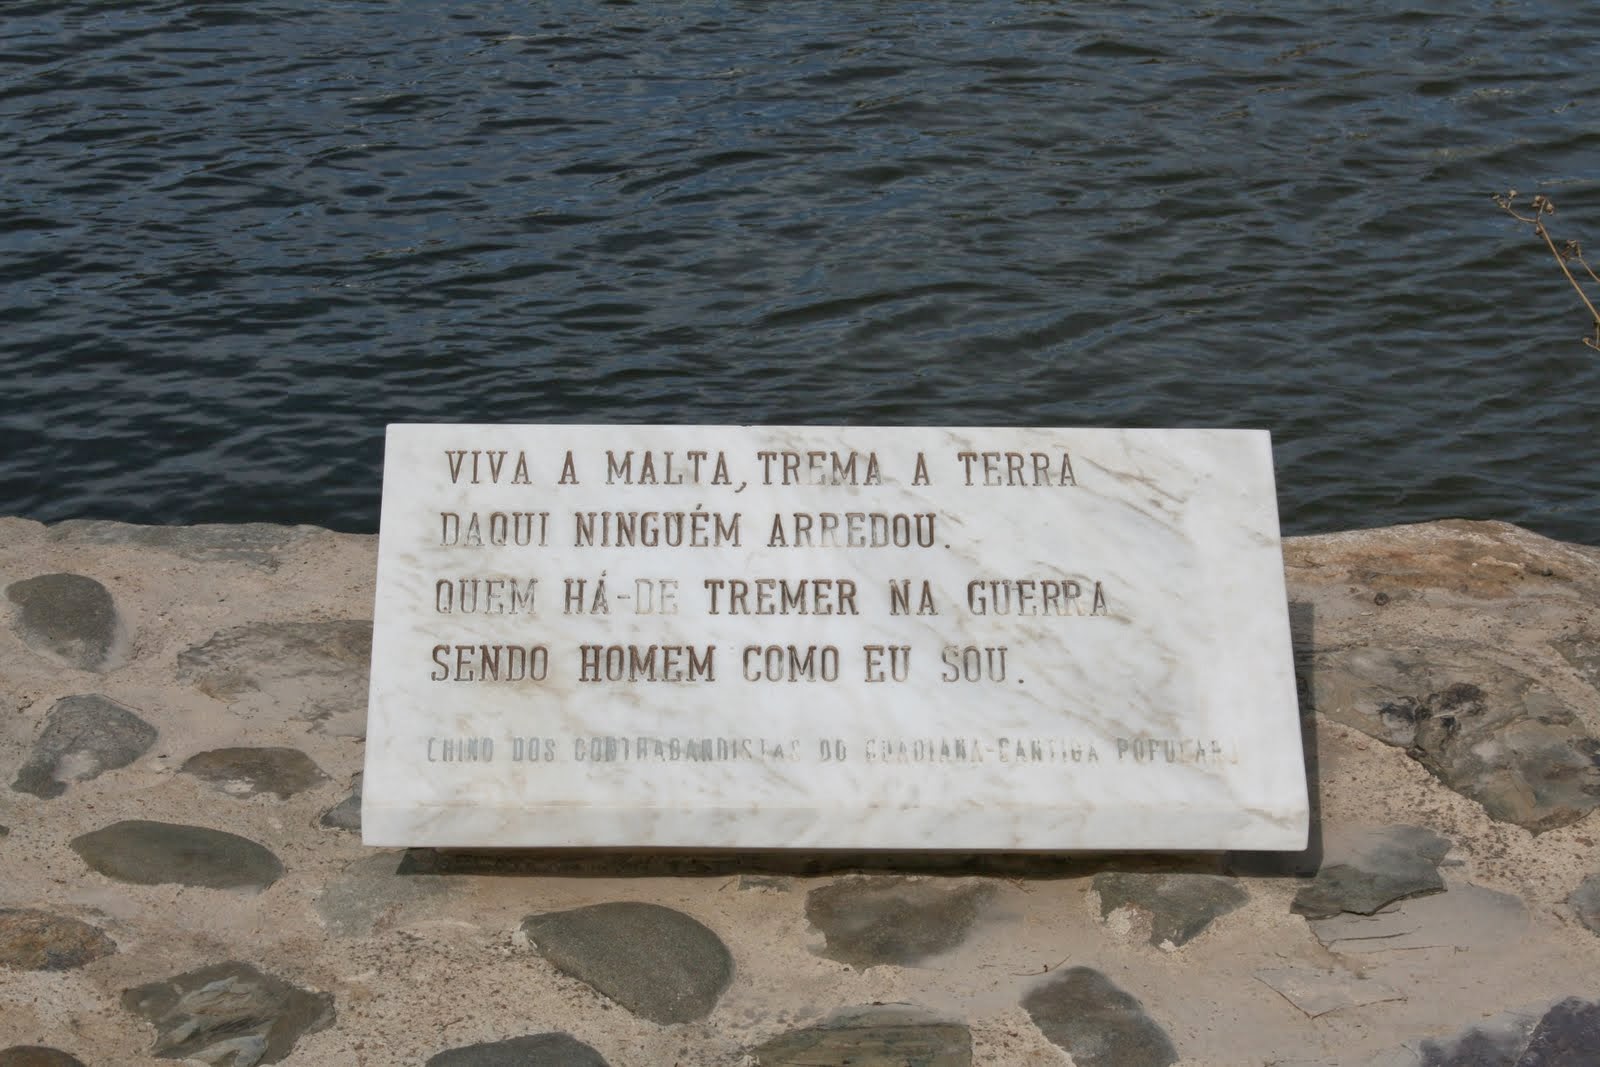 VIVA A MALTA, TREMA A TERRA
DAQUI NINGUÉM ARREDOU.
QUEM HÁ-DE TREMER NA GUERRA
SENDO HOMEM COMO EU SOU.
(HINO DOS CONTRABANDISTAS DO GUADIANA-CANTIGA POPULAR)